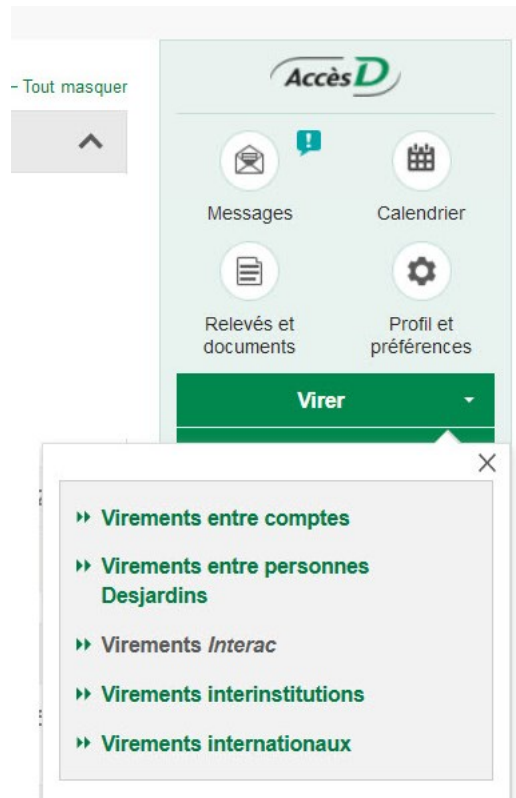 – Tout masquer
AccèsD
Messages
Calendrier
Relevés et
documents
Profil et
préférences
Virer
Virements entre comptes
Virements entre personnes
Desjardins
Virements Interac
Virements interinstitutions
Virements internationaux